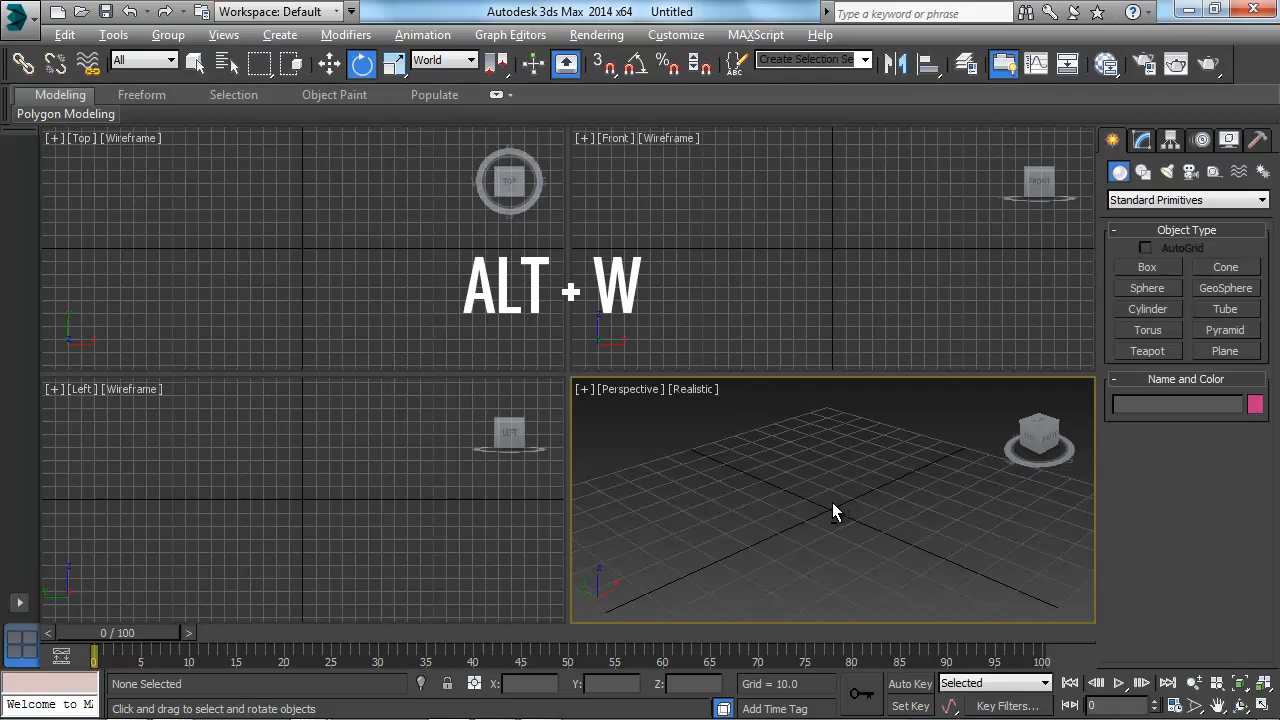 Workspace: Default
Autodesk 3ds Max 2014 x64 Untitled
Type a keyword or phrase
Edit Tools Group Views Create Modifiers Animation Graph Editors Rendering Customize MAXScript Help
All
World
3
Create Selection Se
Modeling Freeform Selection Object Paint Populate
Polygon Modeling
[+] [Top] [Wireframe]
TOP
[+] [Front] [Wireframe]
FRONT
Standard Primitives
- Object Type
AutoGrid
Box Cone
Sphere GeoSphere
Cylinder Tube
Torus Pyramid
Teapot Plane
- Name and Color
ALT + W
[+] [Left] [Wireframe]
LEFT
[+] [Perspective] [Realistic]
< 0 / 100 >
0 5 10 15 20 25 30 35 40 45 50 55 60 65 70 75 80 85 90 95 100
None Selected
X: Y: Z:
Grid = 10.0
Auto Key
Selected
Welcome to M
Click and drag to select and rotate objects
Add Time Tag
Set Key
Key Filters...
0